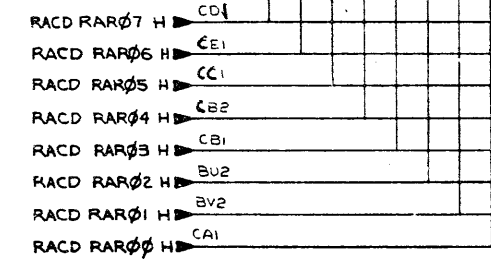 RACD RARØ7 H CD1
RACD RARØ6 H CE1
RACD RARØ5 H CC1
RACD RARØ4 H CB2
RACD RARØ3 H CB1
RACD RARØ2 H BU2
RACD RARØ1 H BV2
RACD RARØØ H CA1